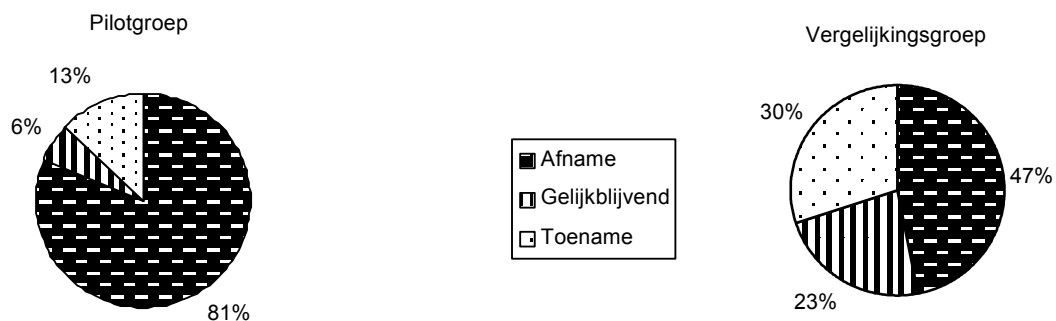 Pilotgroep
13%
6%
81%
Afname
Gelijkblijvend
Toename
Vergelijkingsgroep
30%
47%
23%